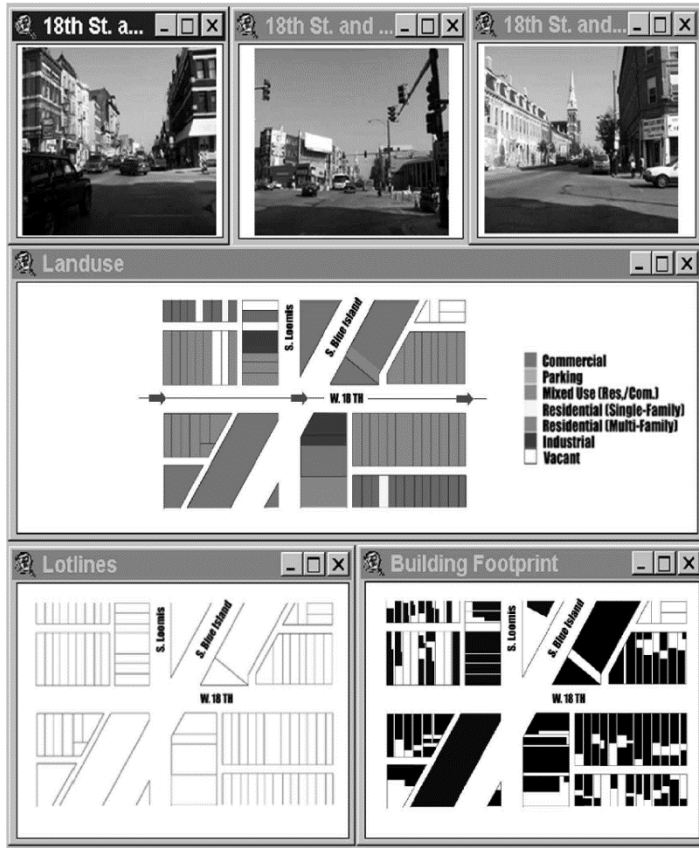 18th St. a...
18th St. and ...
18th St. and...
Landuse
S. Loomis
S. Blue Island
W. 18 TH
Commercial
Parking
Mixed Use (Res./Com.)
Residential (Single-Family)
Residential (Multi-Family)
Industrial
Vacant
Lotlines
S. Loomis
S. Blue Island
W. 18 TH
Building Footprint
S. Loomis
S. Blue Island
W. 18 TH